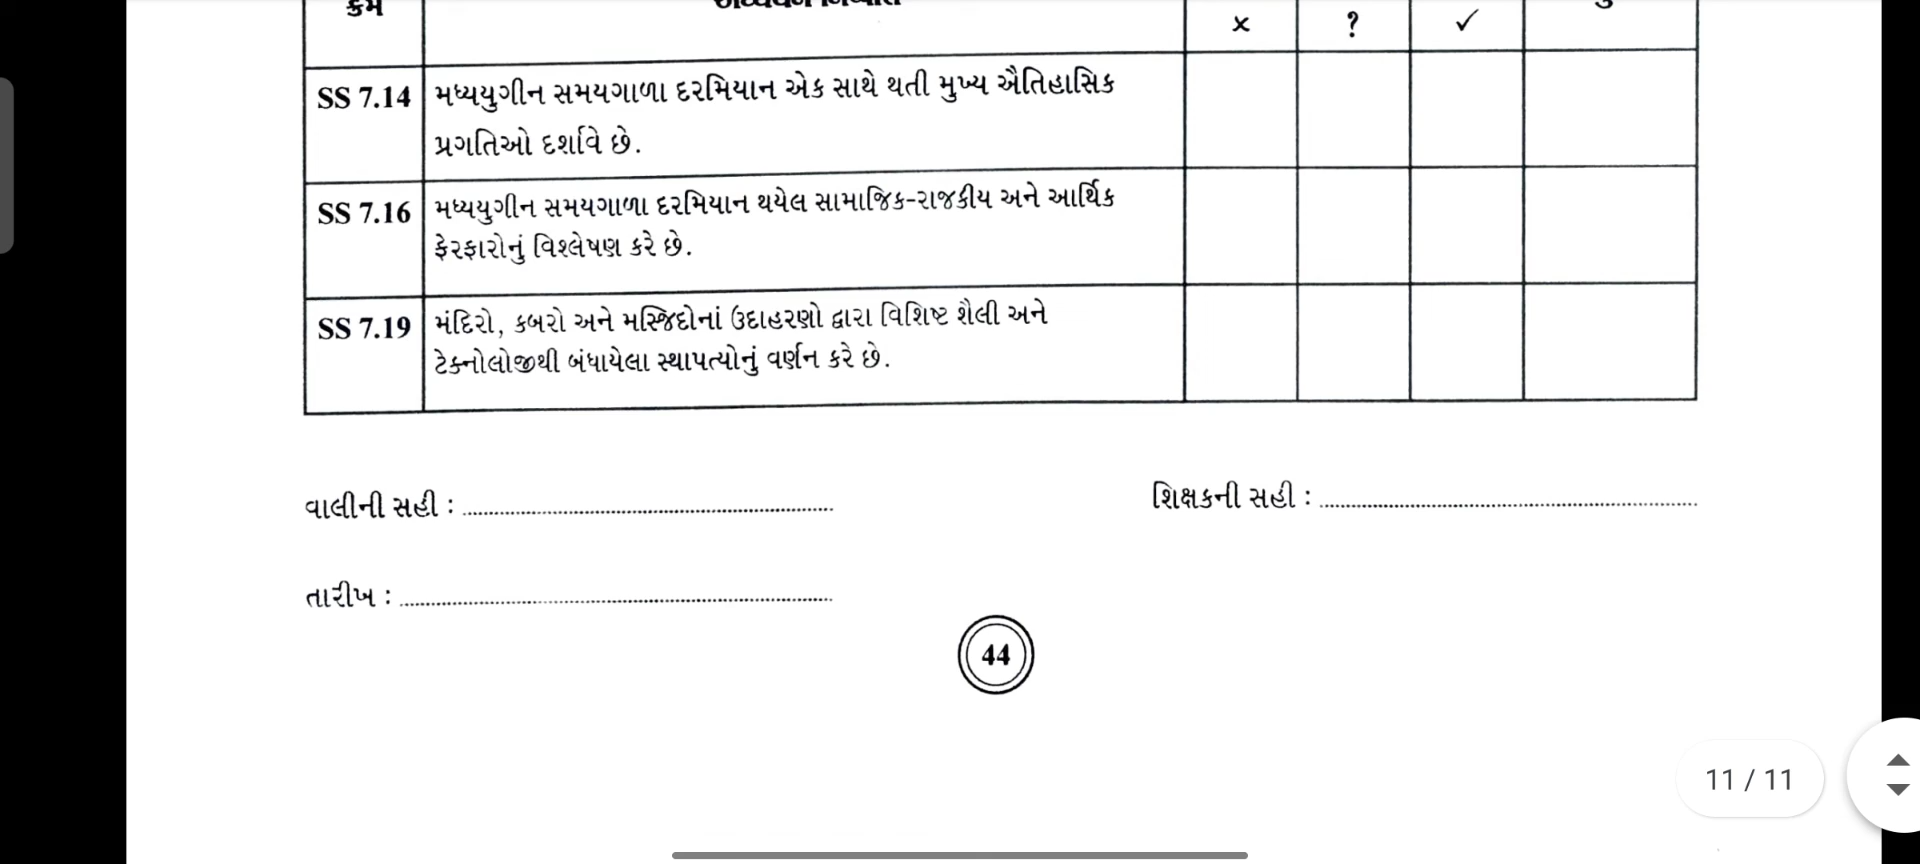 ક્રમ
× ? ✓
SS 7.14 મધ્યયુગીન સમયગાળા દરમિયાન એક સાથે થતી મુખ્ય ઐતિહાસિક
પ્રગતિઓ દર્શાવે છે.
SS 7.16 મધ્યયુગીન સમયગાળા દરમિયાન થયેલ સામાજિક-રાજકીય અને આર્થિક
ફેરફારોનું વિશ્લેષણ કરે છે.
SS 7.19 મંદિરો, કબરો અને મસ્જિદોનાં ઉદાહરણો દ્વારા વિશિષ્ટ શૈલી અને
ટેક્નોલોજીથી બંધાયેલા સ્થાપત્યોનું વર્ણન કરે છે.
વાલીની સહી : ........................ શિક્ષકની સહી : ........................
તારીખ : ........................
44
11 / 11